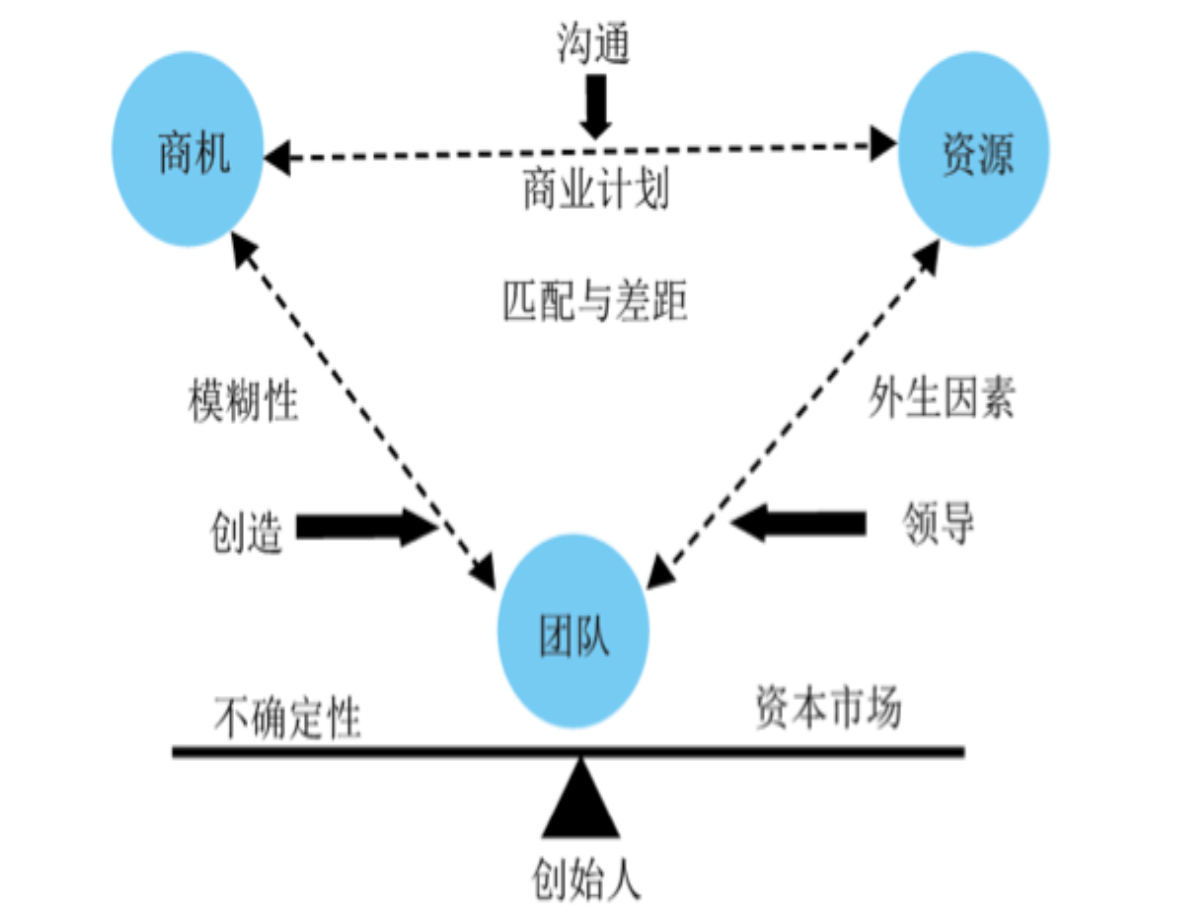 沟通
商机
资源
商业计划
匹配与差距
模糊性
外生因素
创造
领导
团队
不确定性
资本市场
创始人